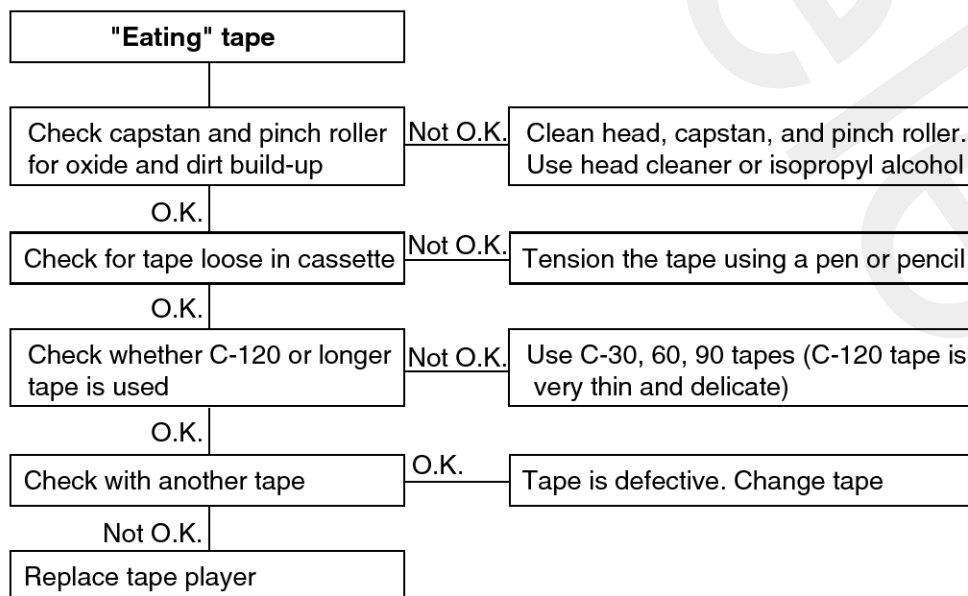 "Eating" tape
Check capstan and pinch roller
for oxide and dirt build-up
Not O.K.
Clean head, capstan, and pinch roller.
Use head cleaner or isopropyl alcohol
O.K.
Check for tape loose in cassette
Not O.K.
Tension the tape using a pen or pencil
O.K.
Check whether C-120 or longer
tape is used
Not O.K.
Use C-30, 60, 90 tapes (C-120 tape is
very thin and delicate)
O.K.
Check with another tape
O.K.
Tape is defective. Change tape
Not O.K.
Replace tape player